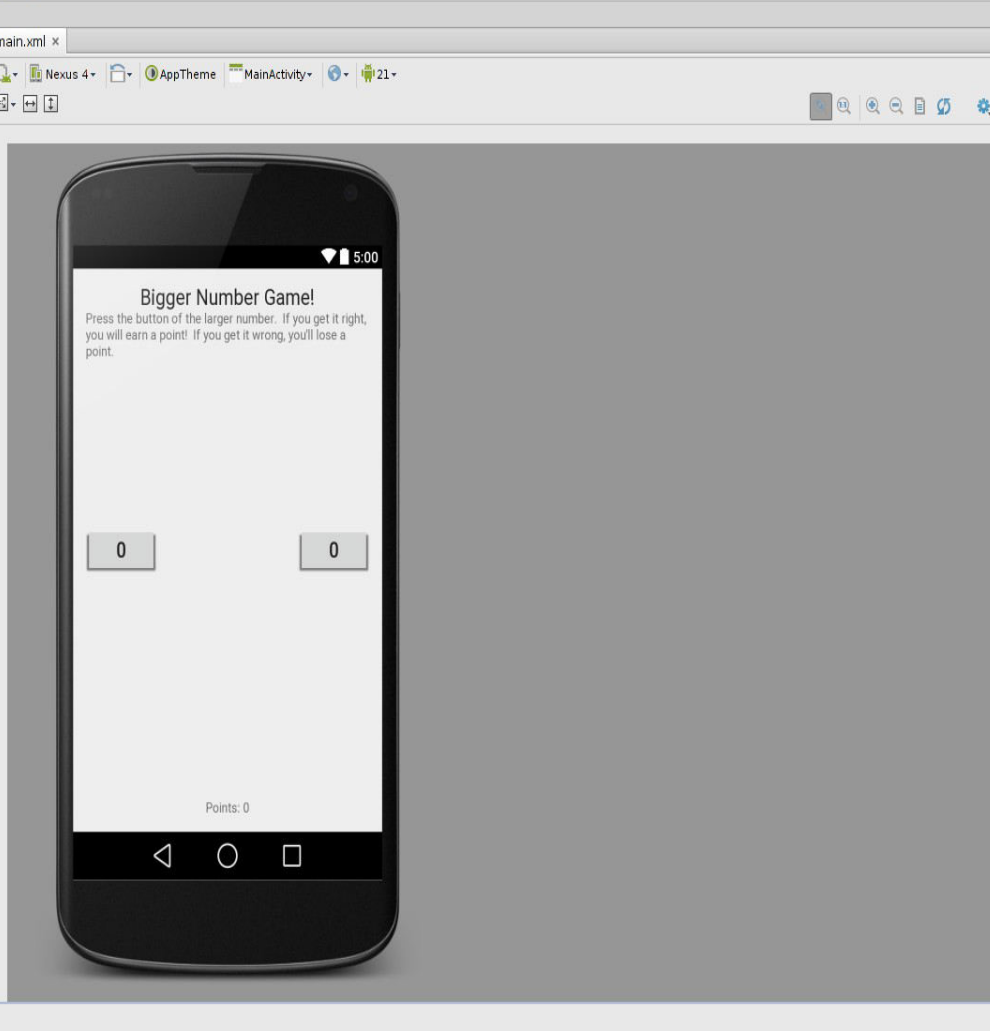 main.xml ×
Nexus 4 AppTheme MainActivity 21
5:00
Bigger Number Game!
Press the button of the larger number. If you get it right,
you will earn a point! If you get it wrong, you'll lose a
point.
0 0
Points: 0